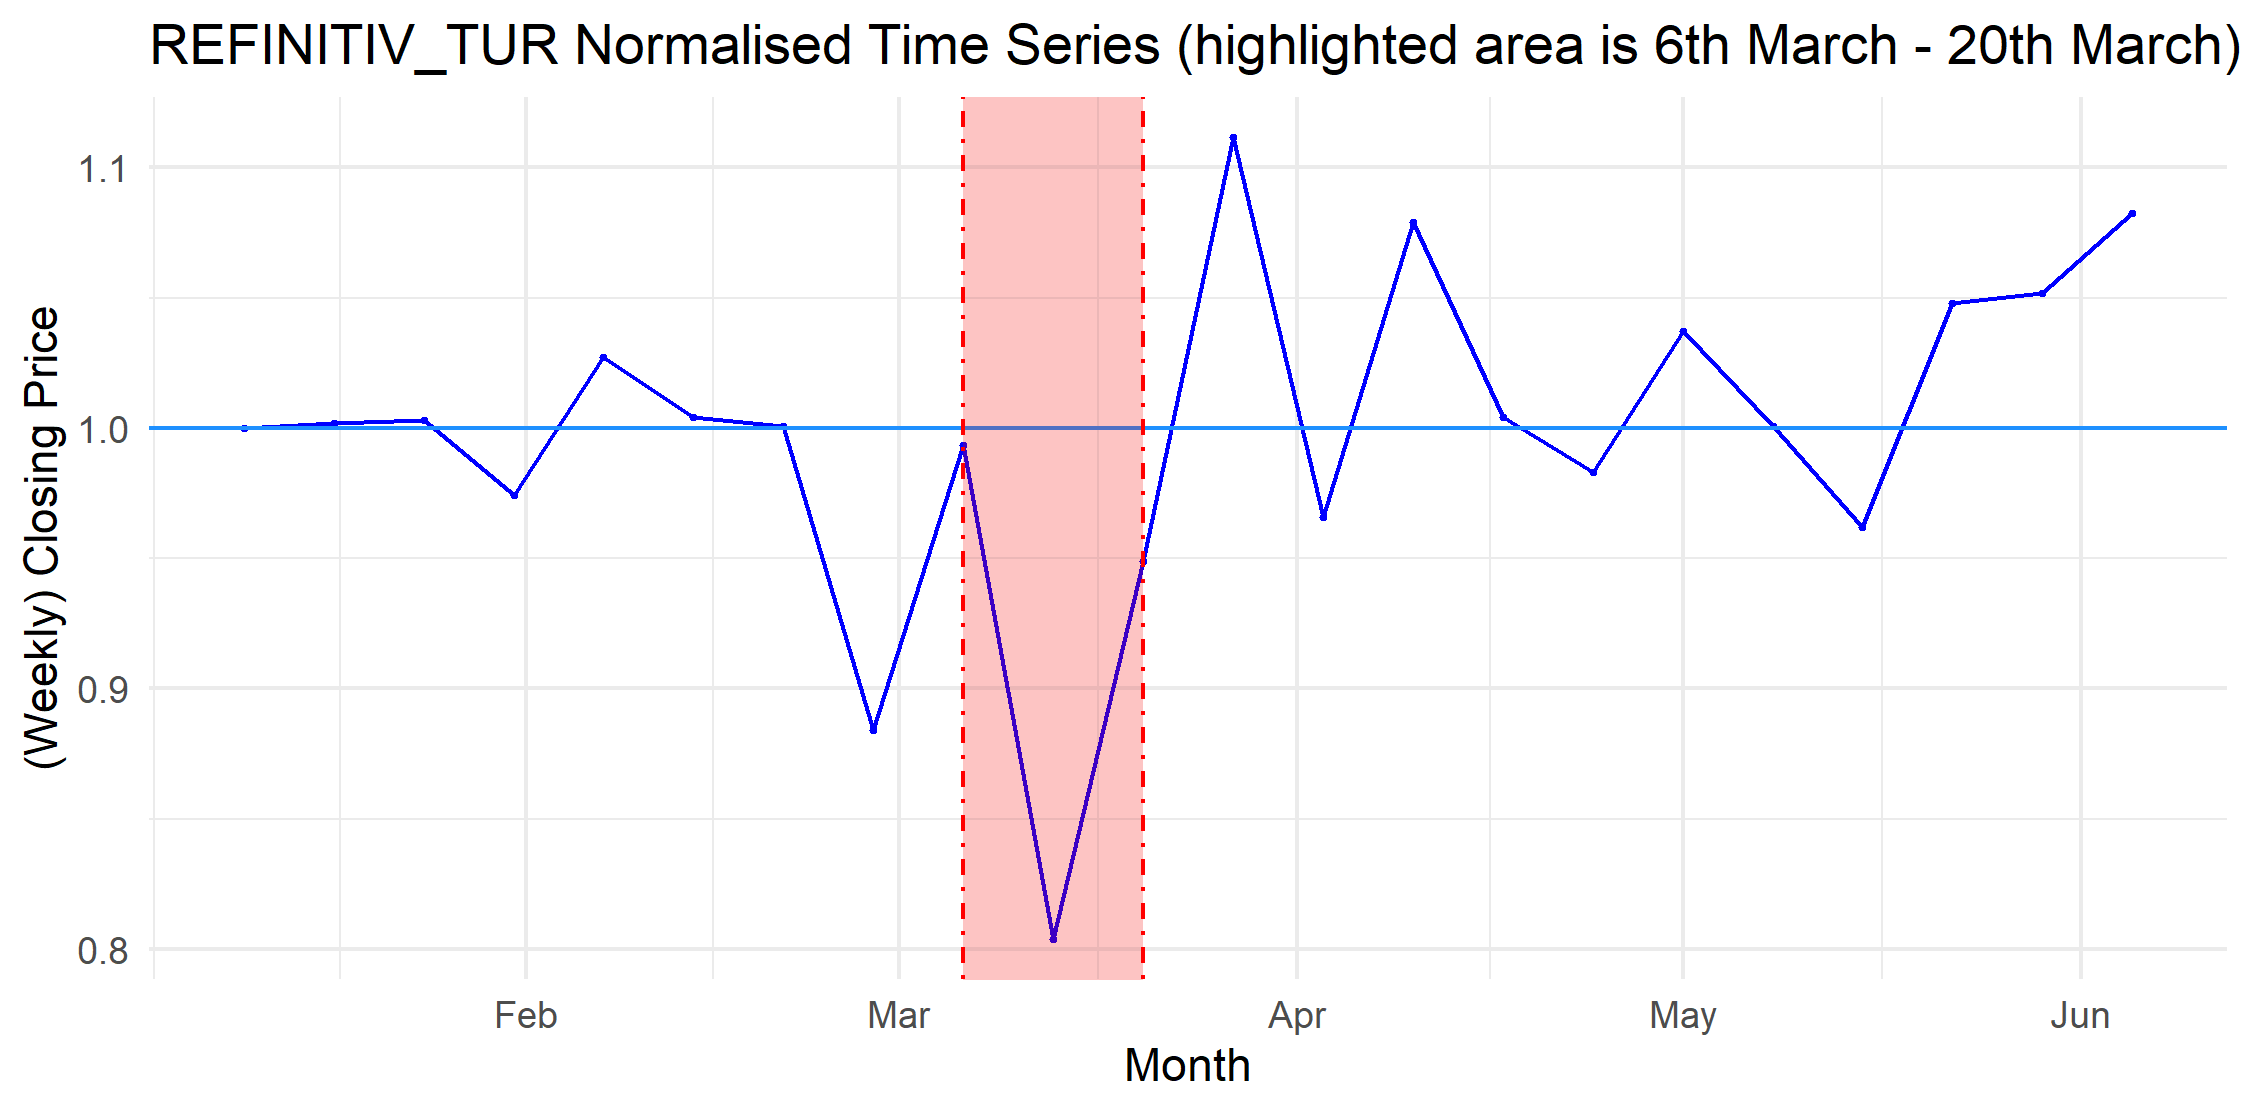 REFINITIV_TUR Normalised Time Series (highlighted area is 6th March - 20th March)
(Weekly) Closing Price
1.1
1.0
0.9
0.8
Feb Mar Apr May Jun
Month